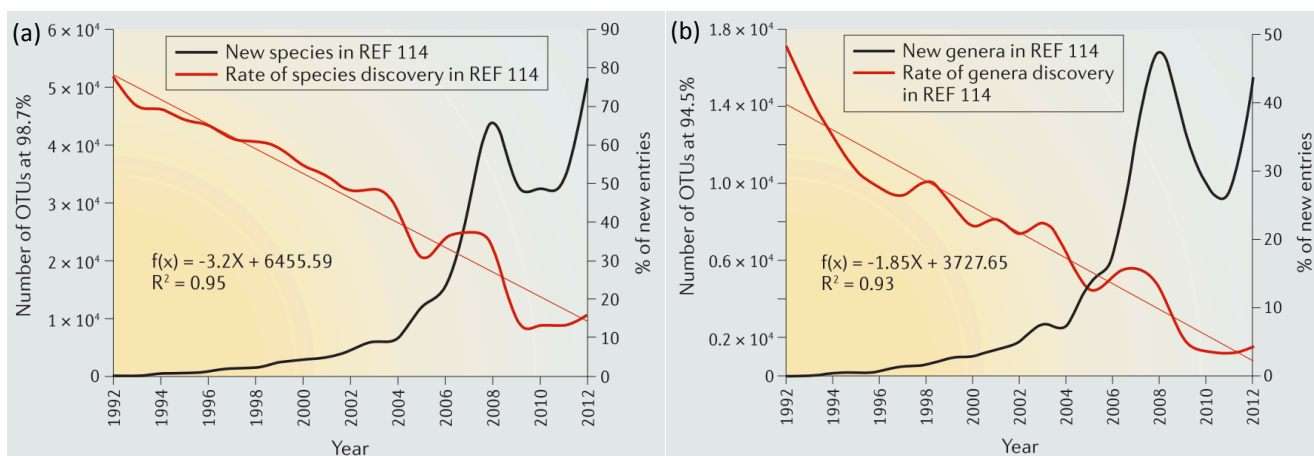 (a)
6 × 10⁴
5 × 10⁴
4 × 10⁴
3 × 10⁴
2 × 10⁴
1 × 10⁴
0
Number of OTUs at 98.7%
New species in REF 114
Rate of species discovery in REF 114
f(x) = -3.2X + 6455.59
R² = 0.95
90
80
70
60
50
40
30
20
10
0
% of new entries
1992
1994
1996
1998
2000
2002
2004
2006
2008
2010
2012
Year
(b)
1.8 × 10⁴
1.4 × 10⁴
1.0 × 10⁴
0.6 × 10⁴
0.2 × 10⁴
0
Number of OTUs at 94.5%
New genera in REF 114
Rate of genera discovery
in REF 114
f(x) = -1.85X + 3727.65
R² = 0.93
50
40
30
20
10
0
% of new entries
1992
1994
1996
1998
2000
2002
2004
2006
2008
2010
2012
Year